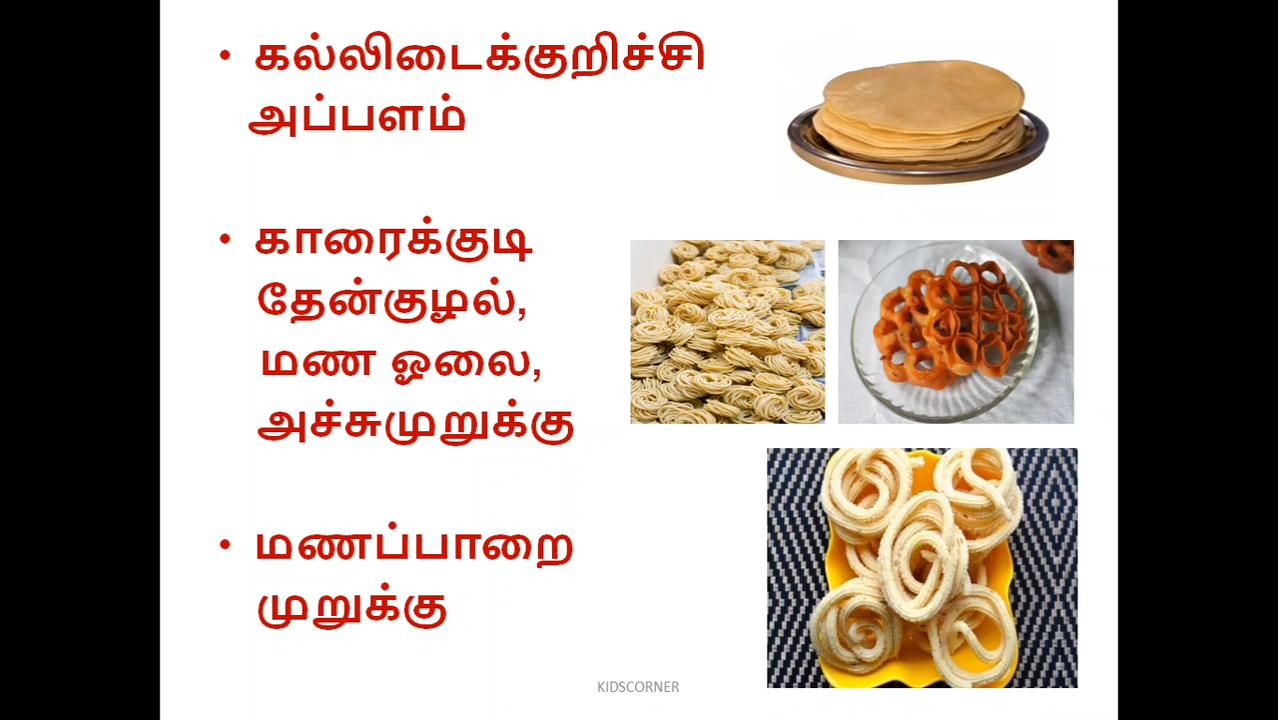 • கல்லிடைக்குறிச்சி
அப்பளம்
• காரைக்குடி
தேன்குழல்,
மண ஓலை,
அச்சுமுறுக்கு
• மணப்பாறை
முறுக்கு
KIDSCORNER